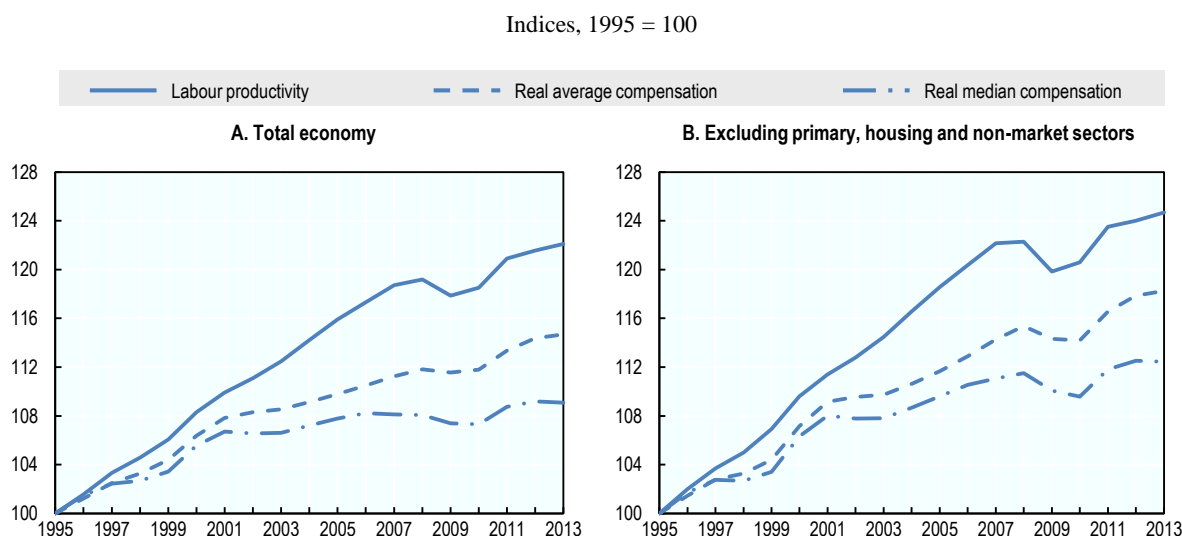 Indices, 1995 = 100
Labour productivity Real average compensation Real median compensation
A. Total economy
128
124
120
116
112
108
104
100
1995 1997 1999 2001 2003 2005 2007 2009 2011 2013
B. Excluding primary, housing and non-market sectors
128
124
120
116
112
108
104
100
1995 1997 1999 2001 2003 2005 2007 2009 2011 2013